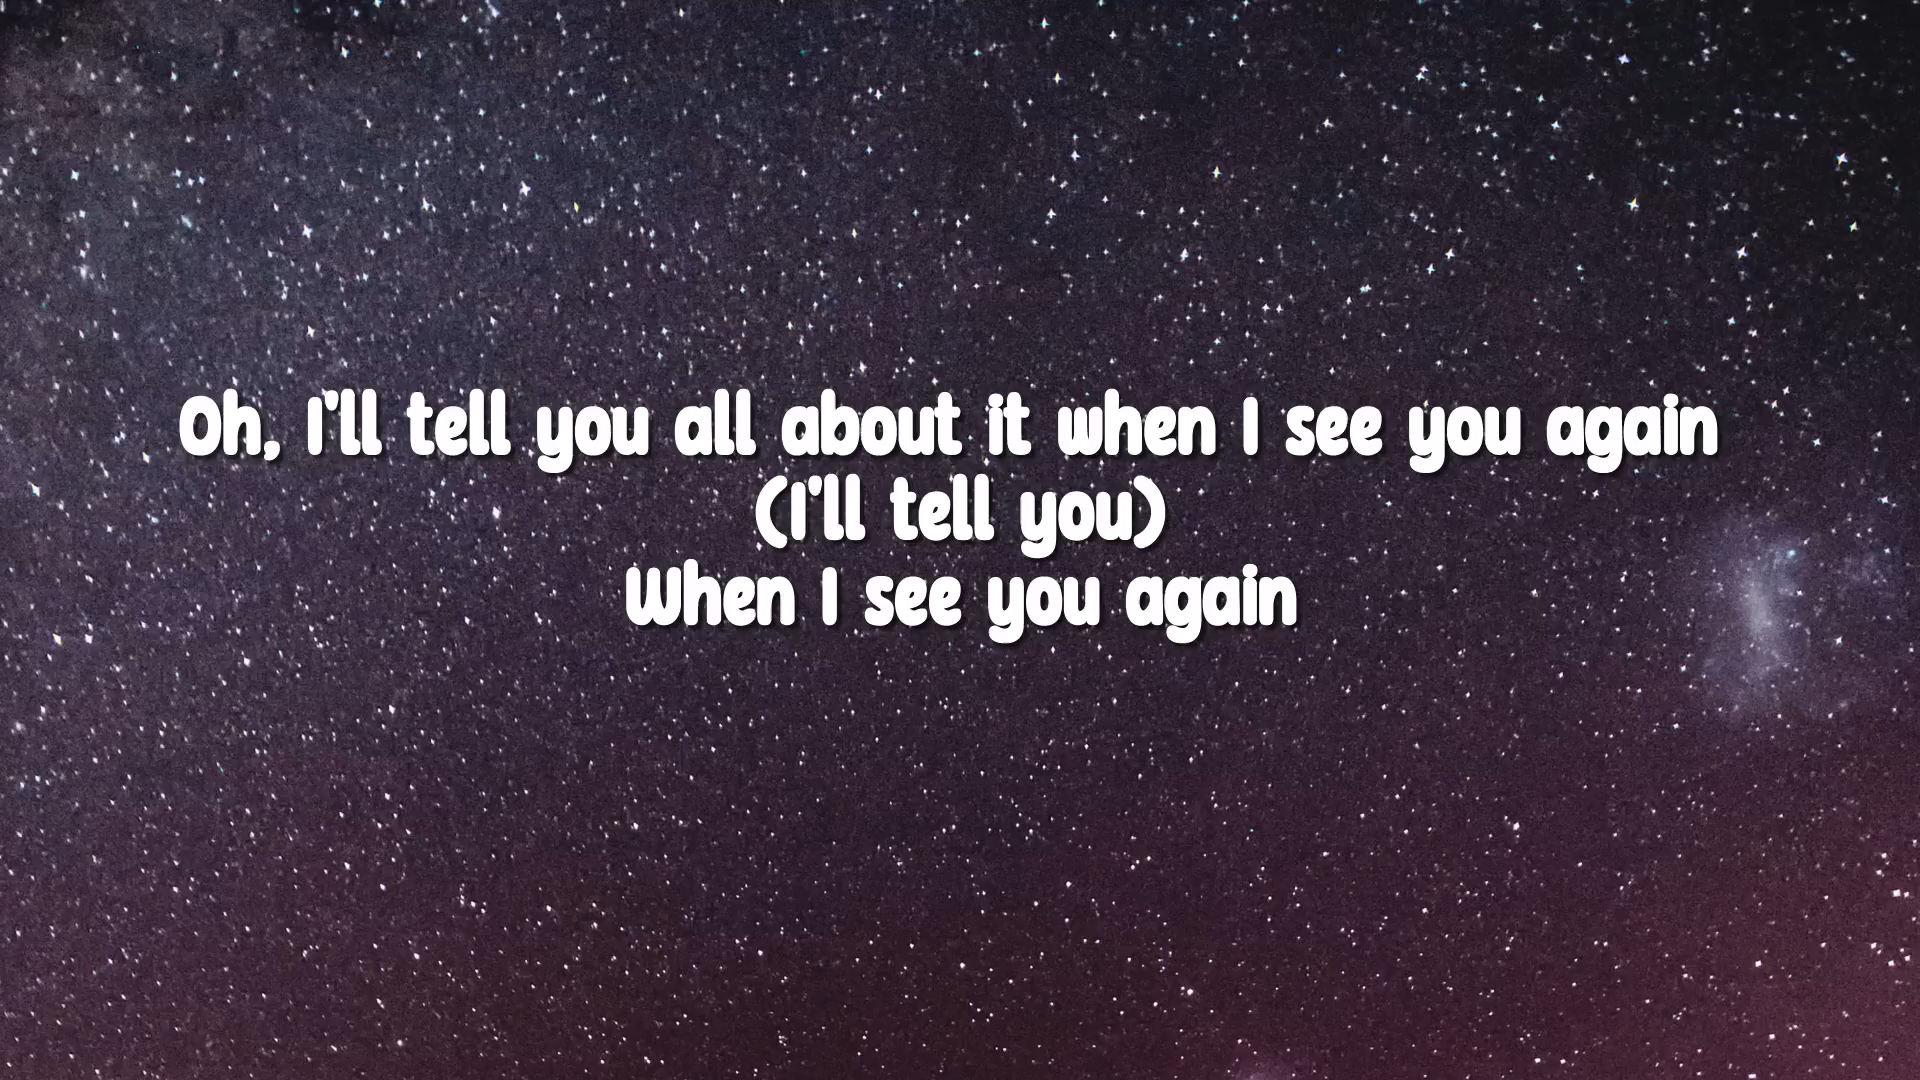 Oh, I'll tell you all about it when I see you again
(I'll tell you)
When I see you again